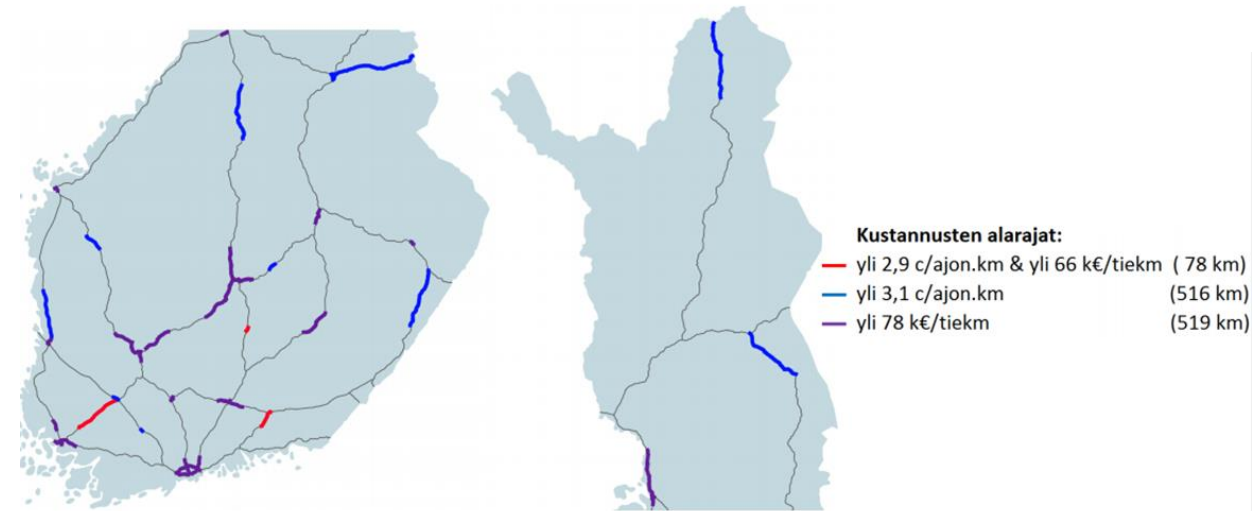 Kustannusten alarajat:
yli 2,9 c/ajon.km & yli 66 k€/tiekm ( 78 km)
yli 3,1 c/ajon.km (516 km)
yli 78 k€/tiekm (519 km)